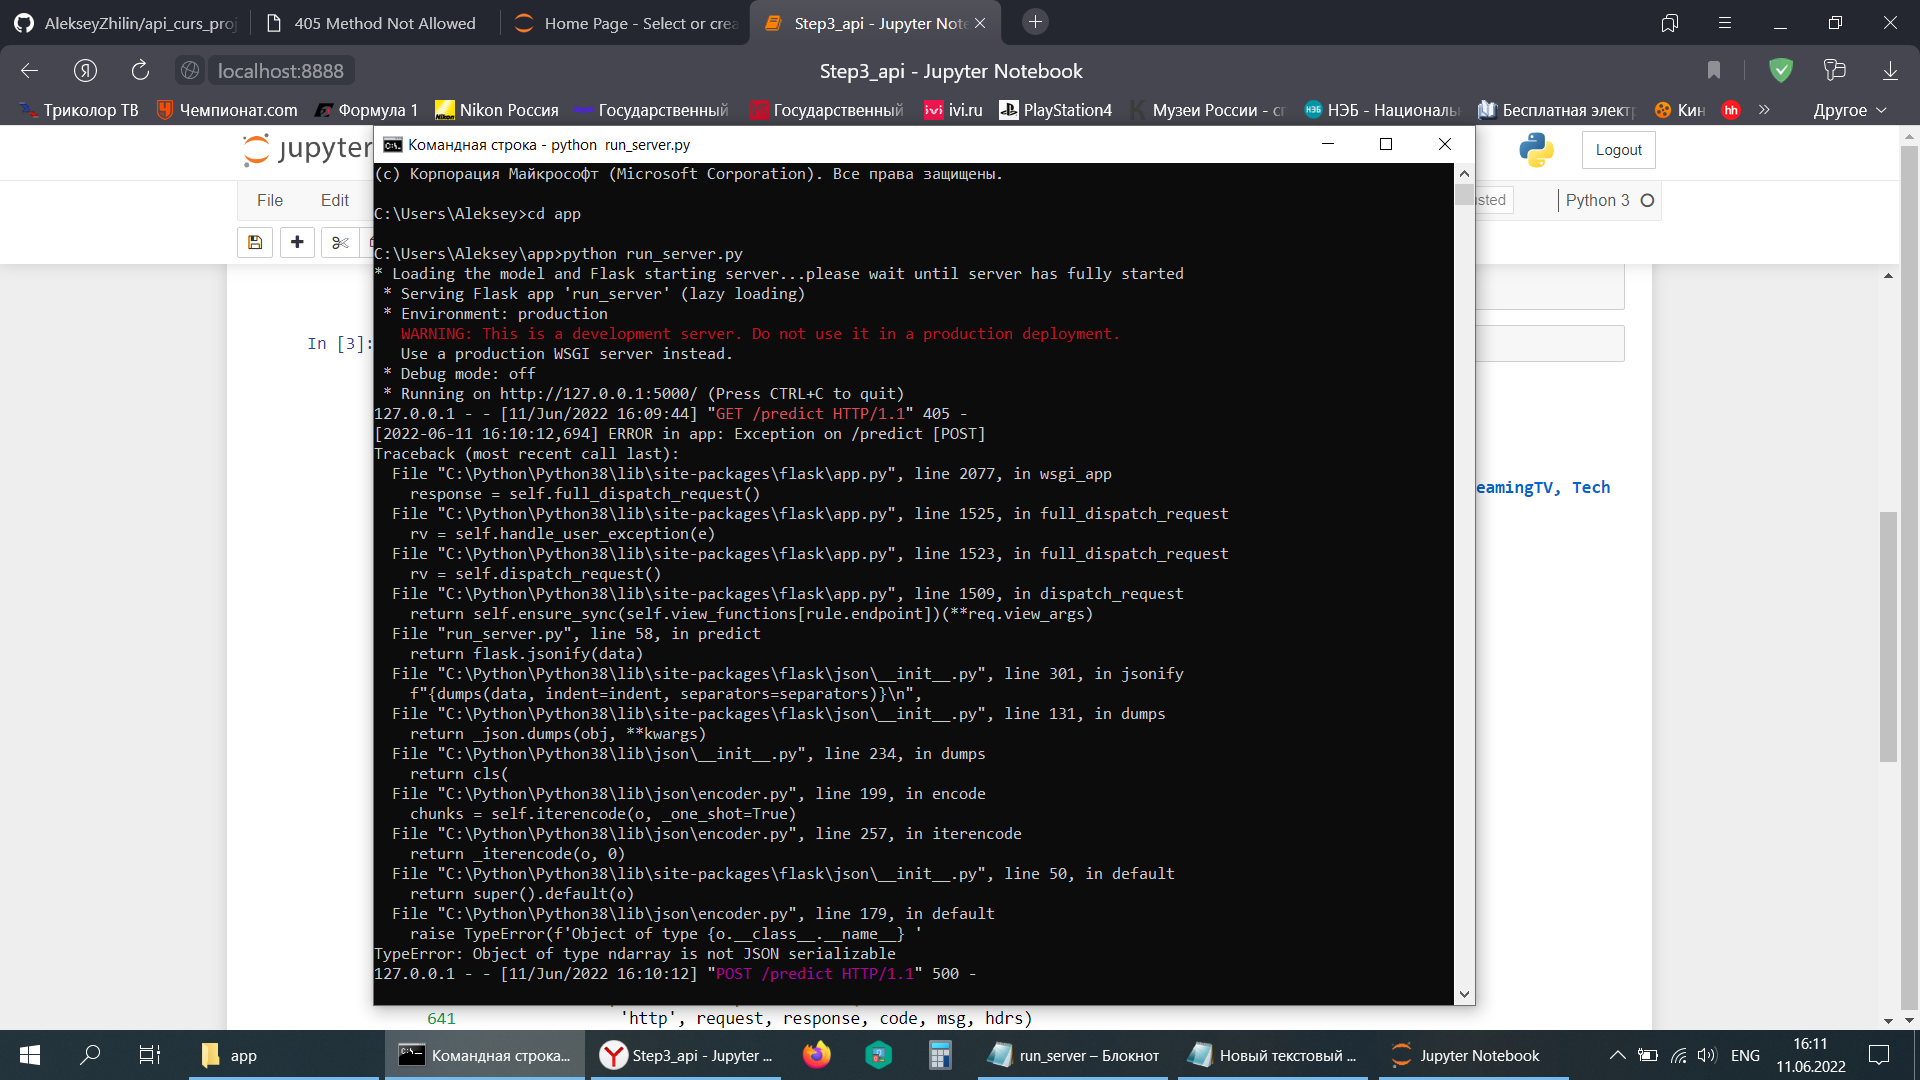 AlekseyZhilin/api_curs_proj
405 Method Not Allowed
Home Page - Select or crea
Step3_api - Jupyter Note
localhost:8888
Step3_api - Jupyter Notebook
Триколор ТВ
Чемпионат.com
Формула 1
Nikon Россия
Государственный
Государственный
ivi.ru
PlayStation4
Музеи России - сп
НЭБ - Националь
Бесплатная электр
Кин
hh
Другое
jupyter
Logout
File
Edit
sted
Python 3
In [3]:
Командная строка - python  run_server.py
(c) Корпорация Майкрософт (Microsoft Corporation). Все права защищены.
C:\Users\Aleksey>cd app
C:\Users\Aleksey\app>python run_server.py
* Loading the model and Flask starting server...please wait until server has fully started
* Serving Flask app 'run_server' (lazy loading)
* Environment: production
WARNING: This is a development server. Do not use it in a production deployment.
Use a production WSGI server instead.
* Debug mode: off
* Running on http://127.0.0.1:5000/ (Press CTRL+C to quit)
127.0.0.1 - - [11/Jun/2022 16:09:44] "GET /predict HTTP/1.1" 405 -
[2022-06-11 16:10:12,694] ERROR in app: Exception on /predict [POST]
Traceback (most recent call last):
File "C:\Python\Python38\lib\site-packages\flask\app.py", line 2077, in wsgi_app
response = self.full_dispatch_request()
File "C:\Python\Python38\lib\site-packages\flask\app.py", line 1525, in full_dispatch_request
rv = self.handle_user_exception(e)
File "C:\Python\Python38\lib\site-packages\flask\app.py", line 1523, in full_dispatch_request
rv = self.dispatch_request()
File "C:\Python\Python38\lib\site-packages\flask\app.py", line 1509, in dispatch_request
return self.ensure_sync(self.view_functions[rule.endpoint])(**req.view_args)
File "run_server.py", line 58, in predict
return flask.jsonify(data)
File "C:\Python\Python38\lib\site-packages\flask\json\__init__.py", line 301, in jsonify
f"{dumps(data, indent=indent, separators=separators)}\n",
File "C:\Python\Python38\lib\site-packages\flask\json\__init__.py", line 131, in dumps
return _json.dumps(obj, **kwargs)
File "C:\Python\Python38\lib\json\__init__.py", line 234, in dumps
return cls(
File "C:\Python\Python38\lib\json\encoder.py", line 199, in encode
chunks = self.iterencode(o, _one_shot=True)
File "C:\Python\Python38\lib\json\encoder.py", line 257, in iterencode
return _iterencode(o, 0)
File "C:\Python\Python38\lib\site-packages\flask\json\__init__.py", line 50, in default
return super().default(o)
File "C:\Python\Python38\lib\json\encoder.py", line 179, in default
raise TypeError(f'Object of type {o.__class__.__name__} '
TypeError: Object of type ndarray is not JSON serializable
127.0.0.1 - - [11/Jun/2022 16:10:12] "POST /predict HTTP/1.1" 500 -
eamingTV, Tech
641 'http', request, response, code, msg, hdrs)
app
Командная строка...
Step3_api - Jupyter ...
run_server – Блокнот
Новый текстовый ...
Jupyter Notebook
ENG
16:11
11.06.2022